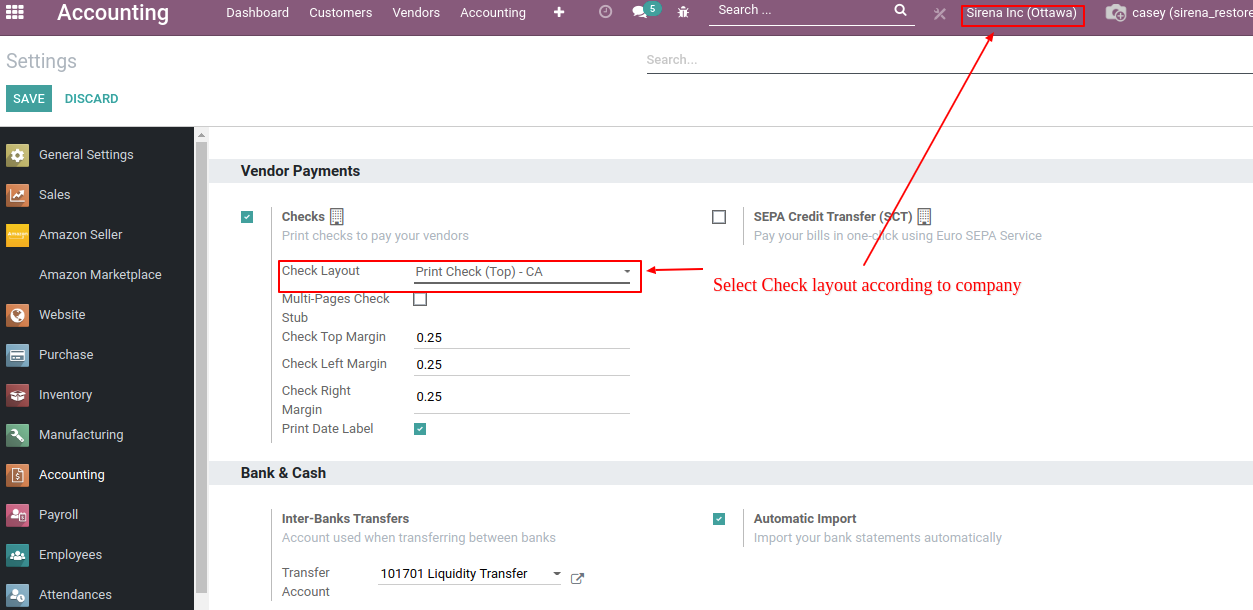 Accounting
Dashboard Customers Vendors Accounting
5
Search ...
Sirena Inc (Ottawa)
casey (sirena_restore
Settings
Search...
SAVE DISCARD
General Settings
Sales
Amazon Seller
Amazon Marketplace
Website
Purchase
Inventory
Manufacturing
Accounting
Payroll
Employees
Attendances
Vendor Payments
Checks
Print checks to pay your vendors
Check Layout Print Check (Top) - CA
Multi-Pages Check
Stub
Check Top Margin 0.25
Check Left Margin 0.25
Check Right
Margin 0.25
Print Date Label
SEPA Credit Transfer (SCT)
Pay your bills in one-click using Euro SEPA Service
Select Check layout according to company
Bank & Cash
Inter-Banks Transfers
Account used when transferring between banks
Transfer
Account 101701 Liquidity Transfer
Automatic Import
Import your bank statements automatically